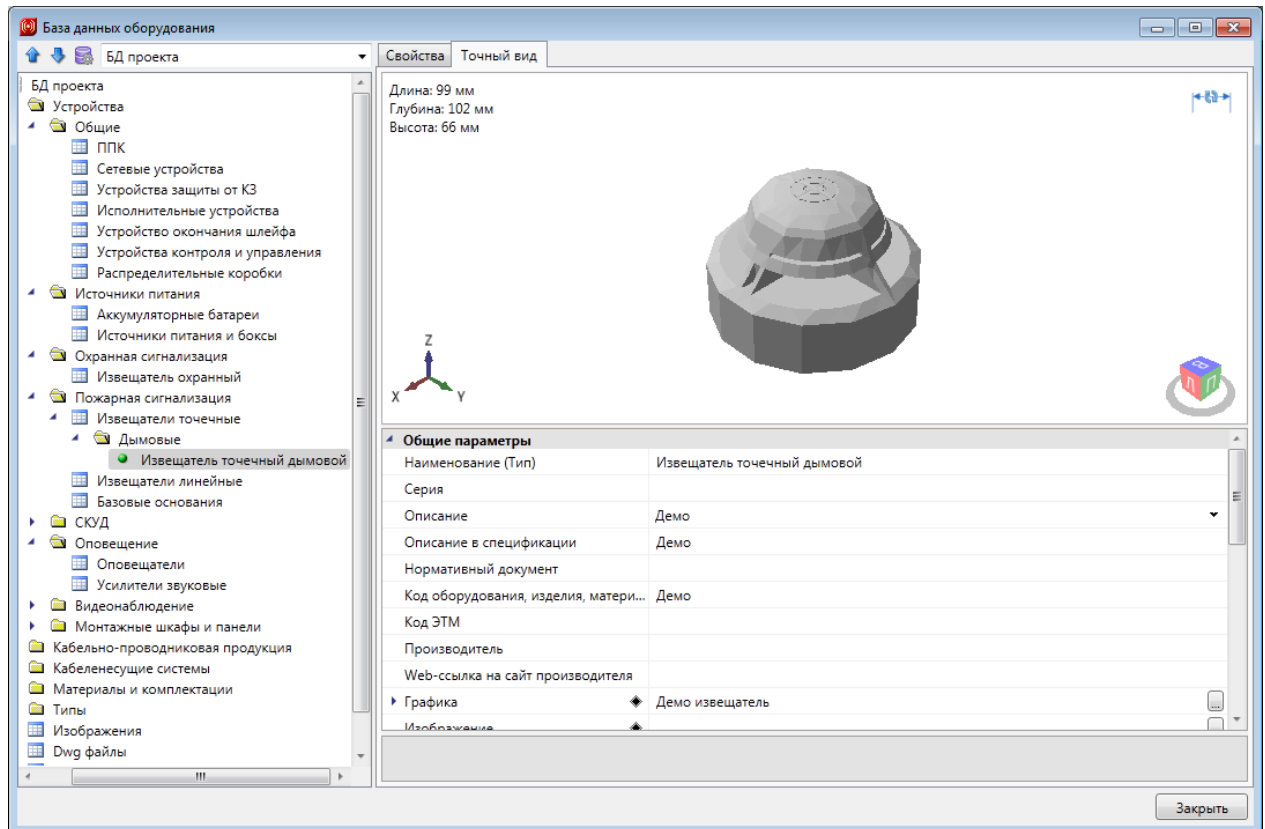 База данных оборудования
БД проекта
Свойства Точный вид
БД проекта
Устройства
Общие
ППК
Сетевые устройства
Устройства защиты от КЗ
Исполнительные устройства
Устройство окончания шлейфа
Устройства контроля и управления
Распределительные коробки
Источники питания
Аккумуляторные батареи
Источники питания и боксы
Охранная сигнализация
Извещатель охранный
Пожарная сигнализация
Извещатели точечные
Дымовые
Извещатель точечный дымовой
Извещатели линейные
Базовые основания
СКУД
Оповещение
Оповещатели
Усилители звуковые
Видеонаблюдение
Монтажные шкафы и панели
Кабельно-проводниковая продукция
Кабеленесущие системы
Материалы и комплектации
Типы
Изображения
Dwg файлы
Длина: 99 мм
Глубина: 102 мм
Высота: 66 мм
Z
X Y
В
Л П
Общие параметры
Наименование (Тип) Извещатель точечный дымовой
Серия
Описание Демо
Описание в спецификации Демо
Нормативный документ
Код оборудования, изделия, матери... Демо
Код ЭТМ
Производитель
Web-ссылка на сайт производителя
Графика Демо извещатель ...
Изображение
Закрыть